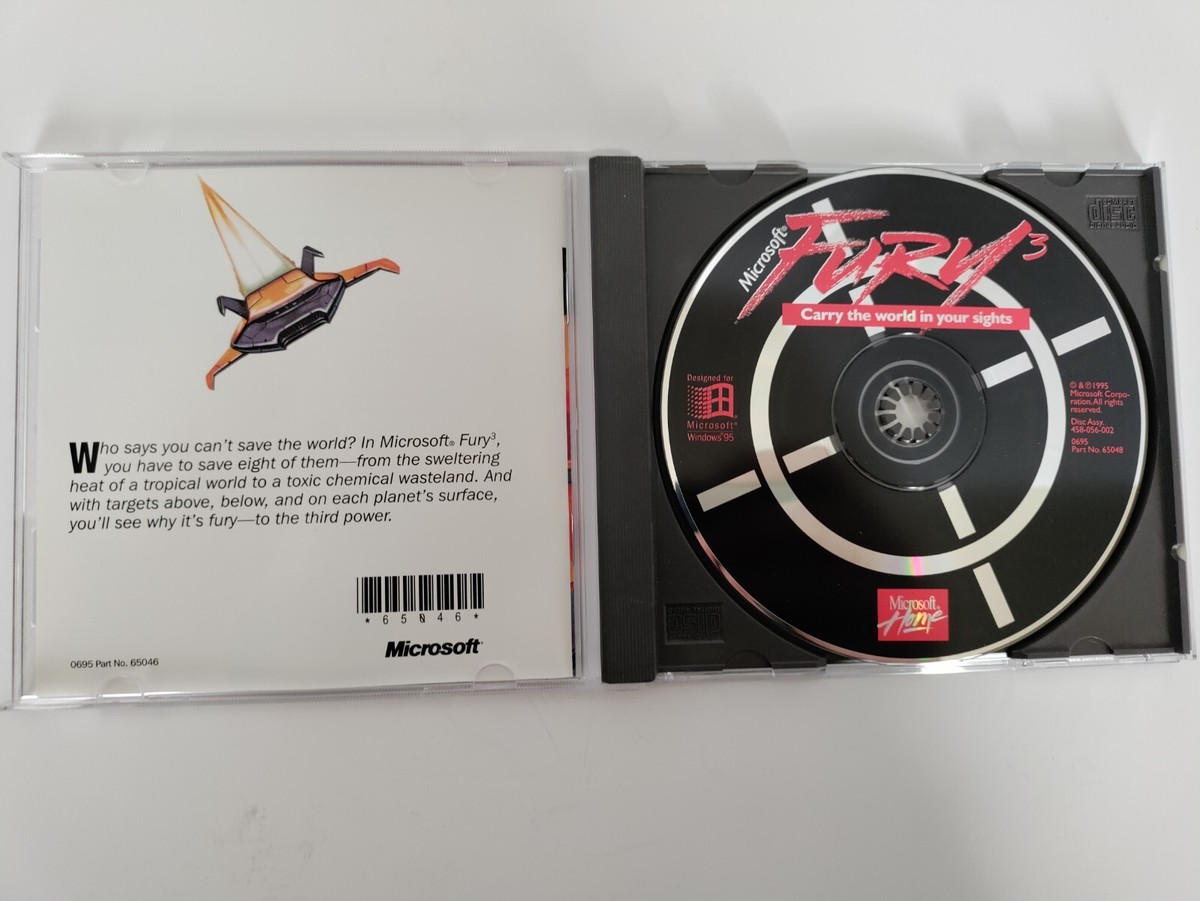 Who says you can't save the world? In Microsoft® Fury³,
you have to save eight of them—from the sweltering
heat of a tropical world to a toxic chemical wasteland. And
with targets above, below, and on each planet's surface,
you'll see why it's fury—to the third power.
*65046*
Microsoft®
0695 Part No. 65046
Microsoft®
FURY³
Carry the world in your sights
Designed for
Microsoft®
Windows®95
© & ℗1995
Microsoft Corpo-
ration. All rights
reserved.
Disc Assy.
458-056-002
0695
Part No. 65048
Microsoft®
Home
COMPACT
disc
DIGITAL AUDIO